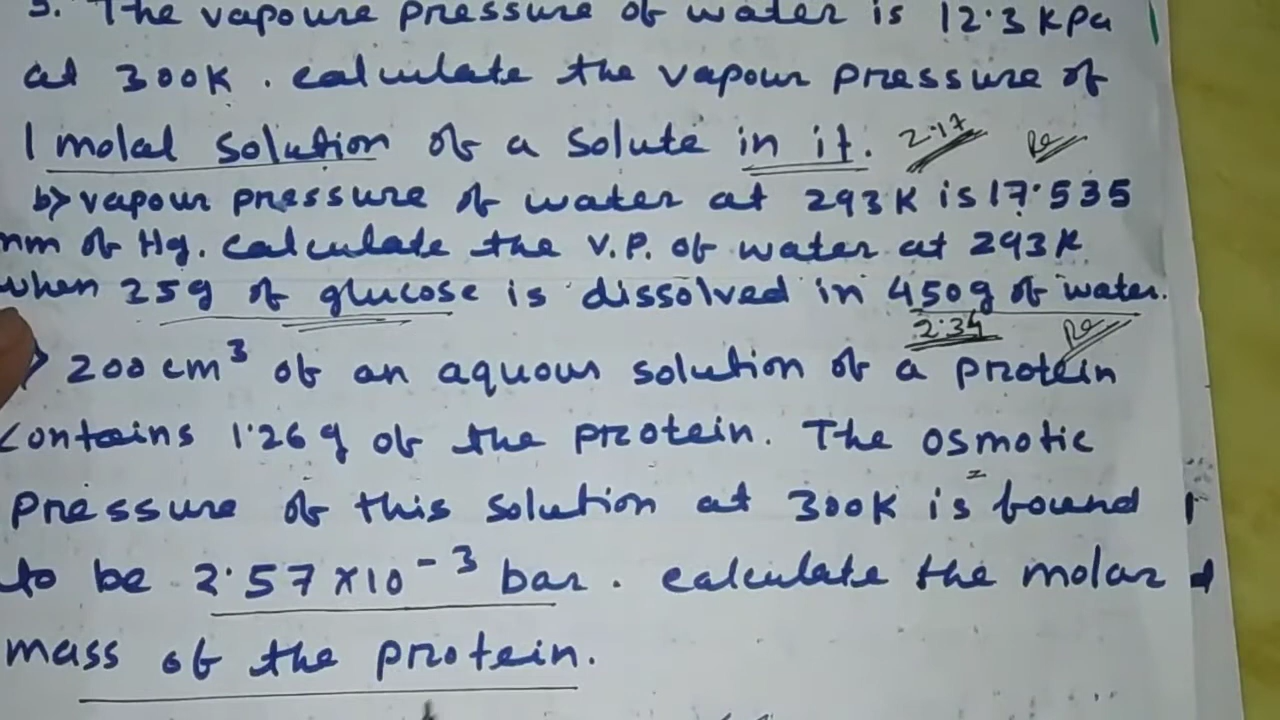 3. The vapoure pressure of water is 12.3 kpa
at 300K. calculate the vapour pressure of
1 molal solution of a solute in it. 2.17 Re
b) vapour pressure of water at 293K is 17.535
mm of Hg. calculate the V.P. of water at 293K
when 25g of glucose is dissolved in 450g of water.
2.34 Re
> 200 cm³ of an aquous solution of a protein
contains 1.26 g of the protein. The osmotic
pressure of this solution at 300K is found
to be 2.57 x 10⁻³ bar. calculate the molar
mass of the protein.